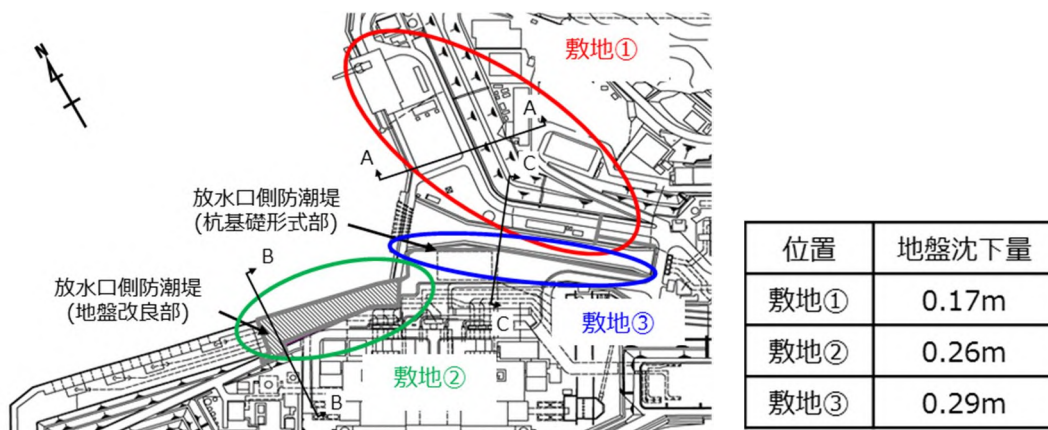 N
敷地①
A
A
C
放水口側防潮堤
(杭基礎形式部)
B
放水口側防潮堤
(地盤改良部)
敷地③
C
敷地②
B
位置 地盤沈下量
敷地① 0.17m
敷地② 0.26m
敷地③ 0.29m